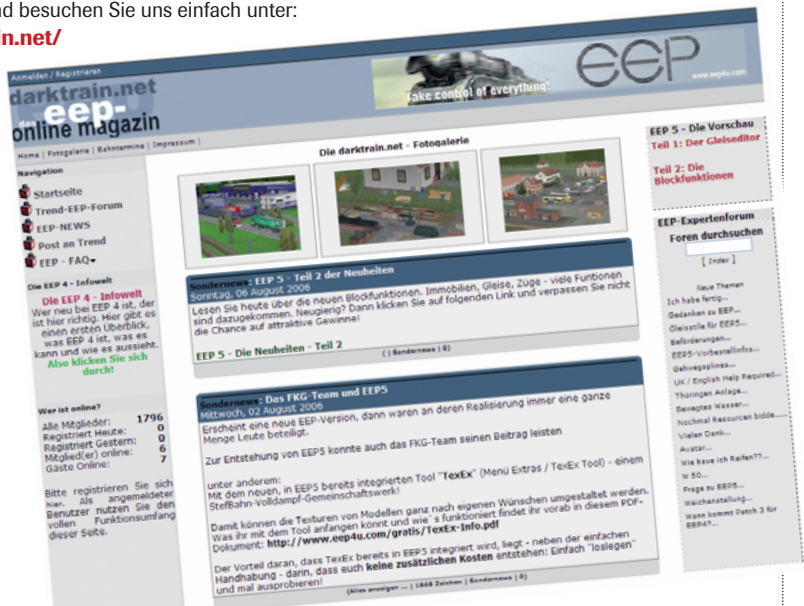 nd besuchen Sie uns einfach unter:
in.net/
Anmelden / Registrieren
darktrain.net
das eep-
online magazin
Take control of everything!
EEP
www.eep4u.com
Home | Fotogalerie | Bahntermine | Impressum |
Navigation
Startseite
Trend-EEP-Forum
EEP-NEWS
Post an Trend
EEP - FAQ
Die EEP 4 - Infowelt
Die EEP 4 - Infowelt
Wer neu bei EEP 4 ist, der
ist hier richtig. Hier gibt es
einen ersten Überblick,
was EEP 4 ist, was es
kann und wie es aussieht.
Also klicken Sie sich
durch!
Wer ist online?
Alle Mitglieder: 1796
Registriert Heute: 0
Registriert Gestern: 0
Mitglied(er) online: 6
Gäste Online: 7
Bitte registrieren Sie sich
hier. Als angemeldeter
Benutzer nutzen Sie den
vollen Funktionsumfang
dieser Seite.
Die darktrain.net - Fotogalerie
Sondernews: EEP 5 - Teil 2 der Neuheiten
Sonntag, 06 August 2006
Lesen Sie heute über die neuen Blockfunktionen. Immobilien, Gleise, Züge - viele Funtionen
sind dazugekommen. Neugierig? Dann klicken Sie auf folgenden Link und verpassen Sie nicht
die Chance auf attraktive Gewinne!
EEP 5 - Die Neuheiten - Teil 2
( | Sondernews | 0)
Sondernews: Das FKG-Team und EEP5
Mittwoch, 02 August 2006
Erscheint eine neue EEP-Version, dann waren an deren Realisierung immer eine ganze
Menge Leute beteiligt.
Zur Entstehung von EEP5 konnte auch das FKG-Team seinen Beitrag leisten
unter anderem:
Mit dem neuen, in EEP5 bereits integrierten Tool "TexEx" (Menü Extras / TexEx Tool) - einem
StefBahn-Volldampf-Gemeinschaftswerk!
Damit können die Texturen von Modellen ganz nach eigenen Wünschen umgestaltet werden.
Was ihr mit dem Tool anfangen könnt und wie`s funktioniert findet ihr vorab in diesem PDF-
Dokument: http://www.eep4u.com/gratis/TexEx-Info.pdf
Der Vorteil daran, dass TexEx bereits in EEP5 integriert wird, liegt - neben der einfachen
Handhabung - darin, dass euch keine zusätzlichen Kosten entstehen: Einfach "loslegen"
und mal ausprobieren!
(Alles anzeigen ... | 1868 Zeichen | Sondernews | 0)
EEP 5 - Die Vorschau
Teil 1: Der Gleiseditor
Teil 2: Die
Blockfunktionen
EEP-Expertenforum
Foren durchsuchen
[ Index ]
Neue Themen
Ich habe fertig...
Gedanken zu EEP...
Gleisstile für EEP5...
Beförderungen...
EEP5-Vorbestellinfos...
Gehwegsplines...
UK / English Help Required...
Thüringen Anlage...
Bewegtes Wasser...
Nochmal Resourcen bidde.....
Vielen Dank...
Avatar...
Wie baue ich Reifen??...
W 50...
Frage zu EEP5...
Weichenstellung...
Wann kommt Patch 3 für
EEP4?...